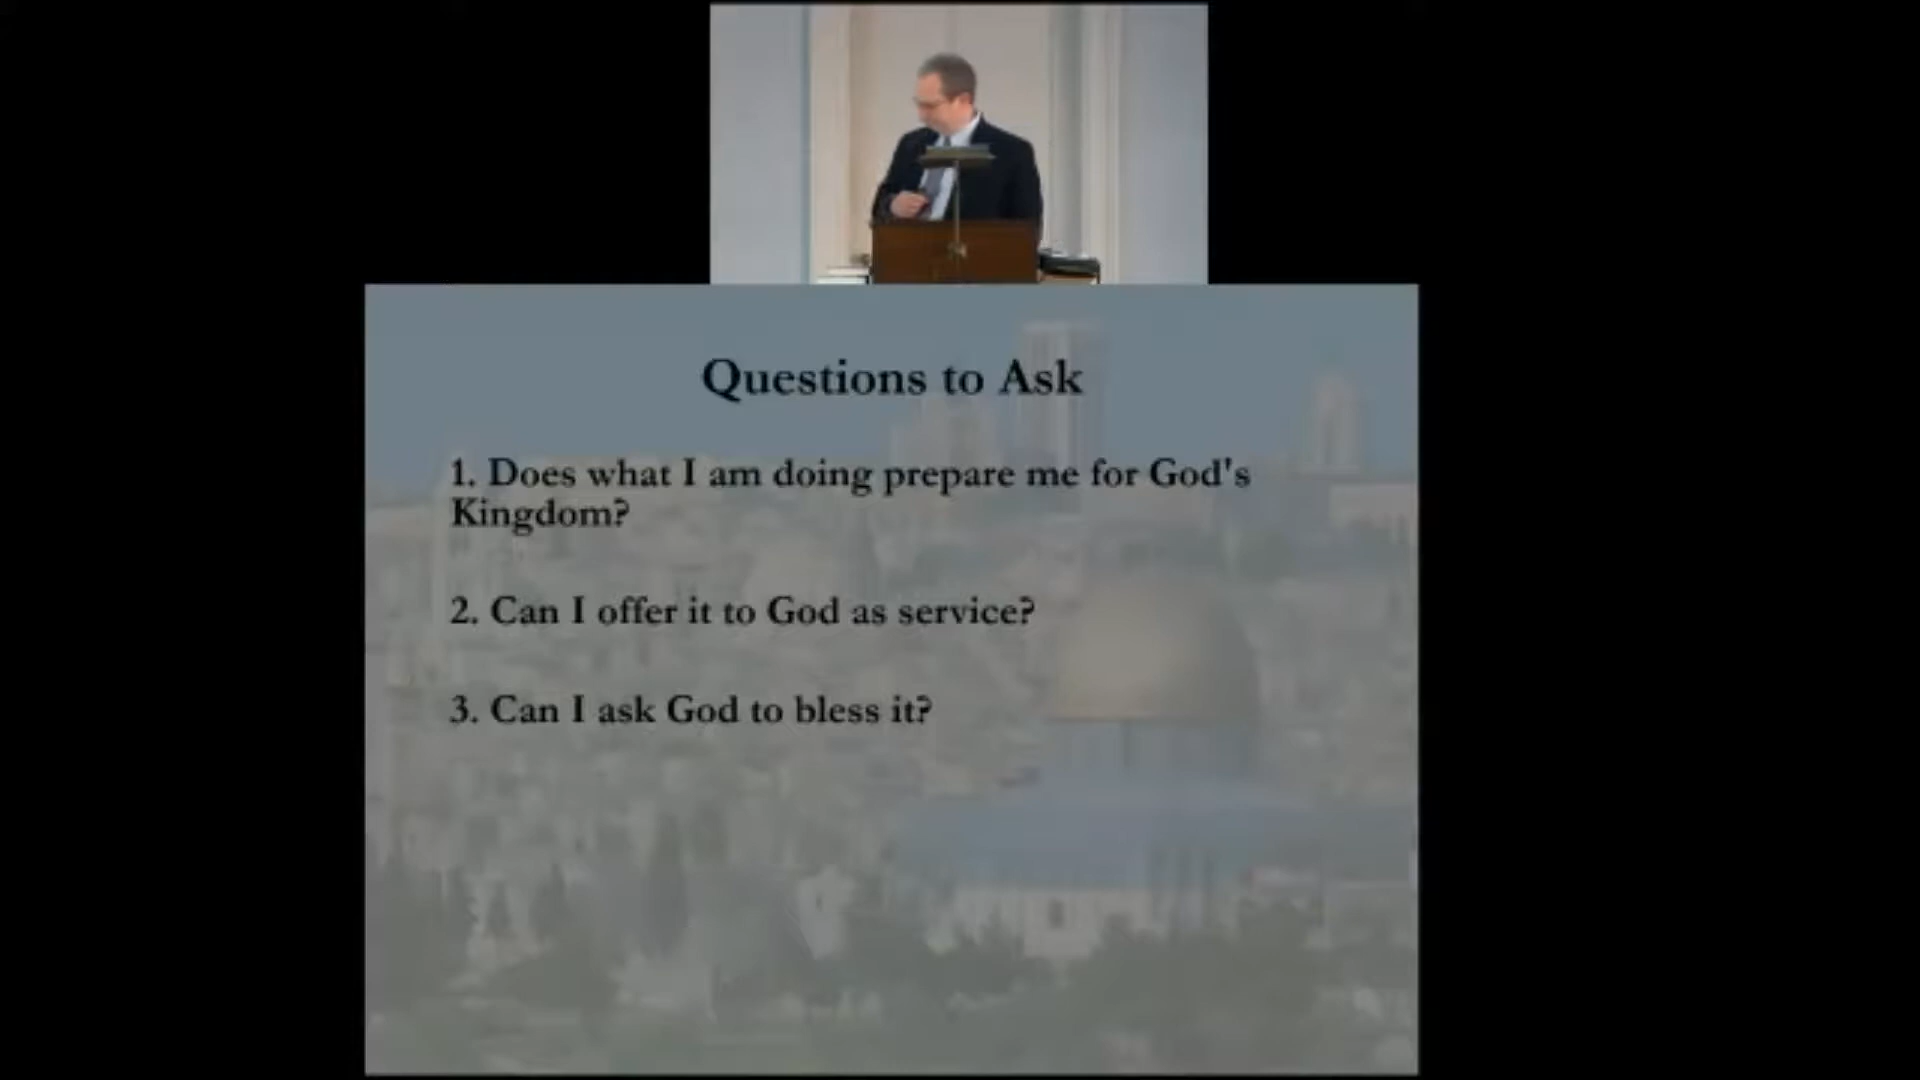 Questions to Ask
1. Does what I am doing prepare me for God's
Kingdom?
2. Can I offer it to God as service?
3. Can I ask God to bless it?